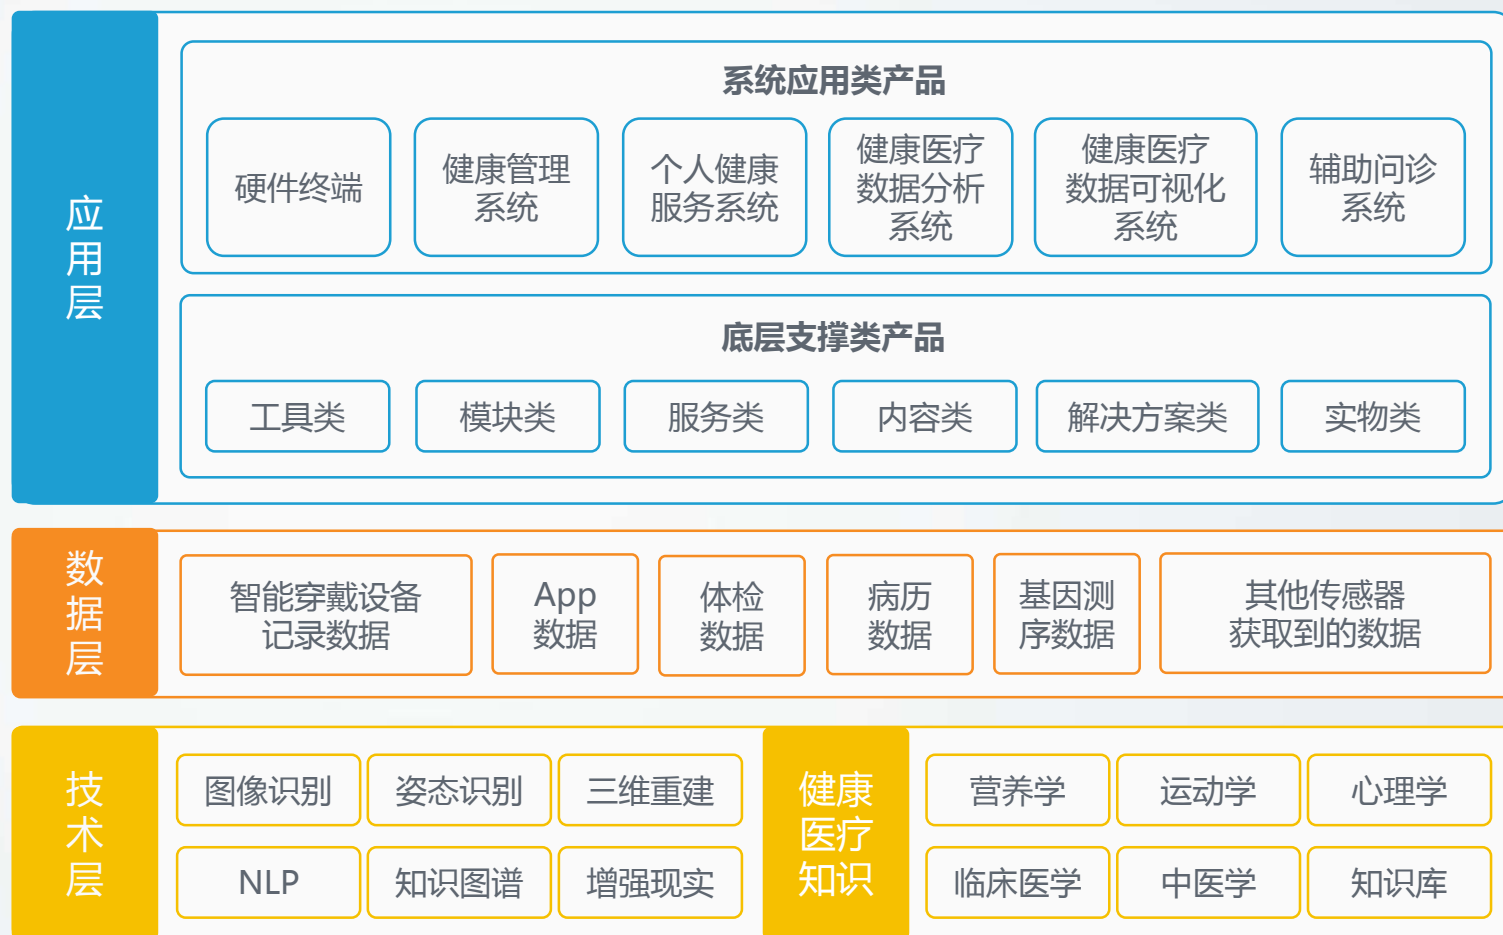 应
用
层
系统应用类产品
硬件终端
健康管理
系统
个人健康
服务系统
健康医疗
数据分析
系统
健康医疗
数据可视化
系统
辅助问诊
系统
底层支撑类产品
工具类
模块类
服务类
内容类
解决方案类
实物类
数
据
层
智能穿戴设备
记录数据
App
数据
体检
数据
病历
数据
基因测
序数据
其他传感器
获取到的数据
技
术
层
图像识别
姿态识别
三维重建
NLP
知识图谱
增强现实
健康
医疗
知识
营养学
运动学
心理学
临床医学
中医学
知识库